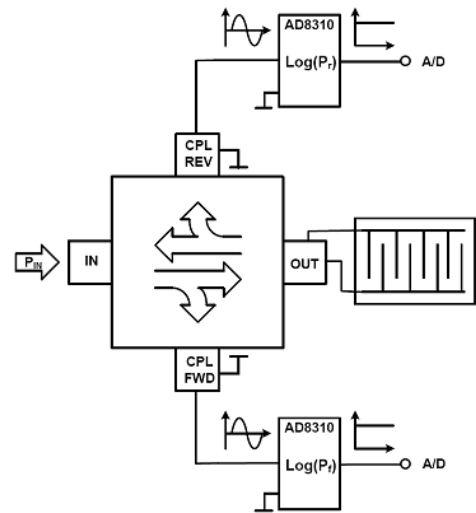 AD8310
Log(Pr)
A/D
CPL
REV
PIN
IN
OUT
CPL
FWD
AD8310
Log(Pf)
A/D